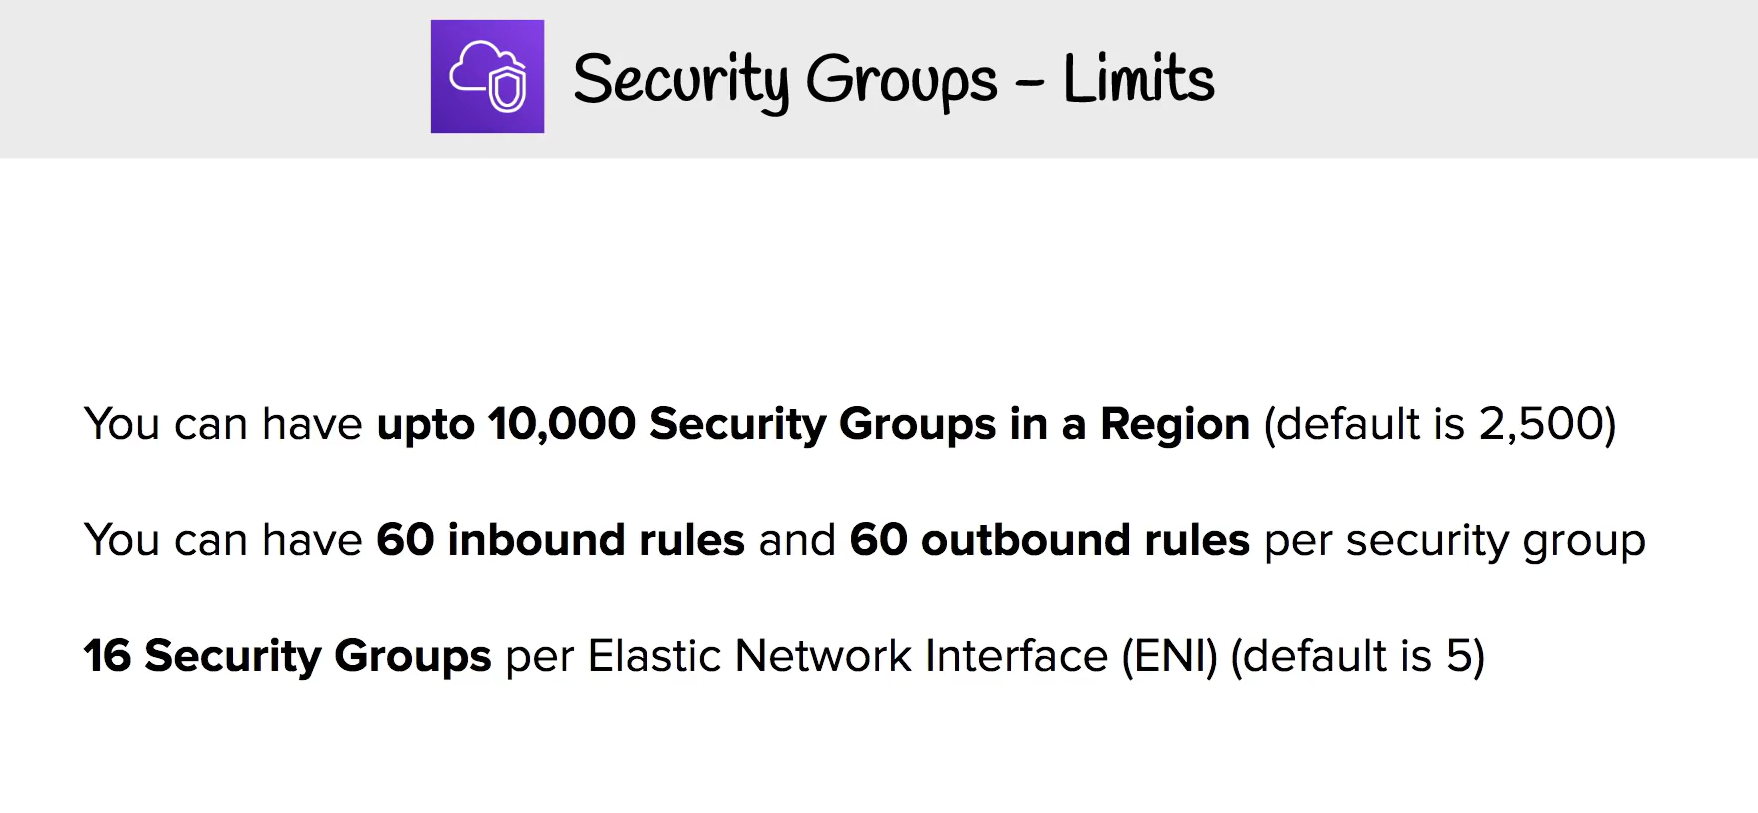 Security Groups – Limits
You can have upto 10,000 Security Groups in a Region (default is 2,500)
You can have 60 inbound rules and 60 outbound rules per security group
16 Security Groups per Elastic Network Interface (ENI) (default is 5)